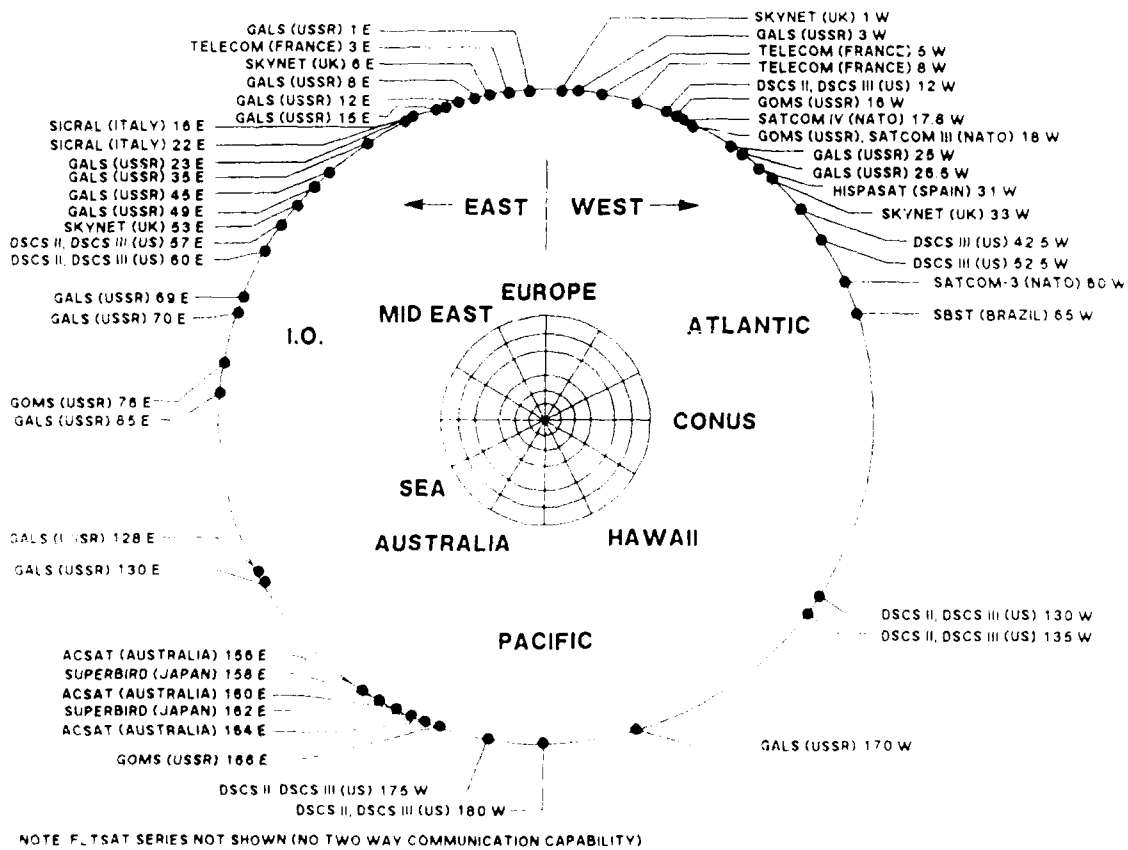 GALS (USSR) 1 E
TELECOM (FRANCE) 3 E
SKYNET (UK) 6 E
GALS (USSR) 8 E
GALS (USSR) 12 E
GALS (USSR) 15 E
SICRAL (ITALY) 16 E
SICRAL (ITALY) 22 E
GALS (USSR) 23 E
GALS (USSR) 35 E
GALS (USSR) 45 E
GALS (USSR) 49 E
SKYNET (UK) 53 E
DSCS II, DSCS III (US) 57 E
DSCS II, DSCS III (US) 60 E
GALS (USSR) 69 E
GALS (USSR) 70 E
GOMS (USSR) 76 E
GALS (USSR) 85 E
GALS 128 E
GALS (USSR) 130 E
ACSAT (AUSTRALIA) 156 E
SUPERBIRD (JAPAN) 158 E
ACSAT (AUSTRALIA) 160 E
SUPERBIRD (JAPAN) 162 E
ACSAT (AUSTRALIA) 164 E
GOMS (USSR) 166 E
DSCS II, DSCS III (US) 175 W
DSCS II, DSCS III (US) 180 W
SKYNET (UK) 1 W
GALS (USSR) 3 W
TELECOM (FRANCE) 5 W
TELECOM (FRANCE) 8 W
DSCS II, DSCS III (US) 12 W
GOMS (USSR) 16 W
SATCOM IV (NATO) 17.8 W
GOMS (USSR), SATCOM III (NATO) 18 W
GALS (USSR) 25 W
GALS (USSR) 26.5 W
HISPASAT (SPAIN) 31 W
SKYNET (UK) 33 W
DSCS III (US) 42 5 W
DSCS III (US) 52 5 W
SATCOM-3 (NATO) 60 W
SBST (BRAZIL) 65 W
DSCS II, DSCS III (US) 130 W
DSCS II, DSCS III (US) 135 W
GALS (USSR) 170 W
EAST
WEST
EUROPE
MID EAST
ATLANTIC
I.O.
CONUS
SEA
AUSTRALIA
HAWAII
PACIFIC
NOTE SERIES NOT SHOWN (NO TWO WAY COMMUNICATION CAPABILITY)